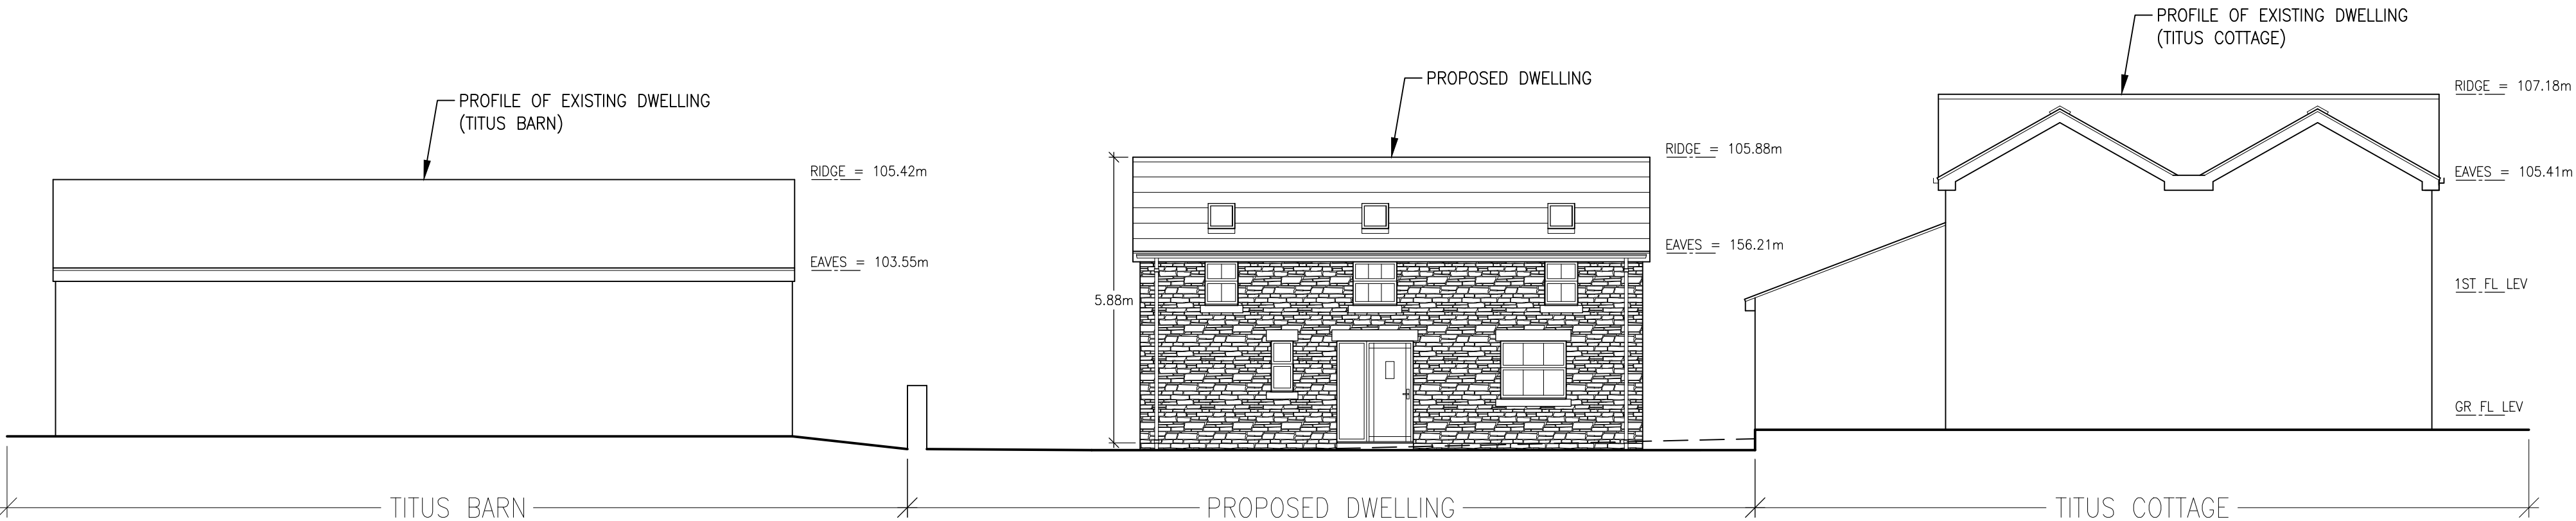 PROFILE OF EXISTING DWELLING
(TITUS BARN)
RIDGE = 105.42m
EAVES = 103.55m
PROPOSED DWELLING
RIDGE = 105.88m
EAVES = 156.21m
5.88m
PROFILE OF EXISTING DWELLING
(TITUS COTTAGE)
RIDGE = 107.18m
EAVES = 105.41m
1ST FL LEV
GR FL LEV
TITUS BARN
PROPOSED DWELLING
TITUS COTTAGE